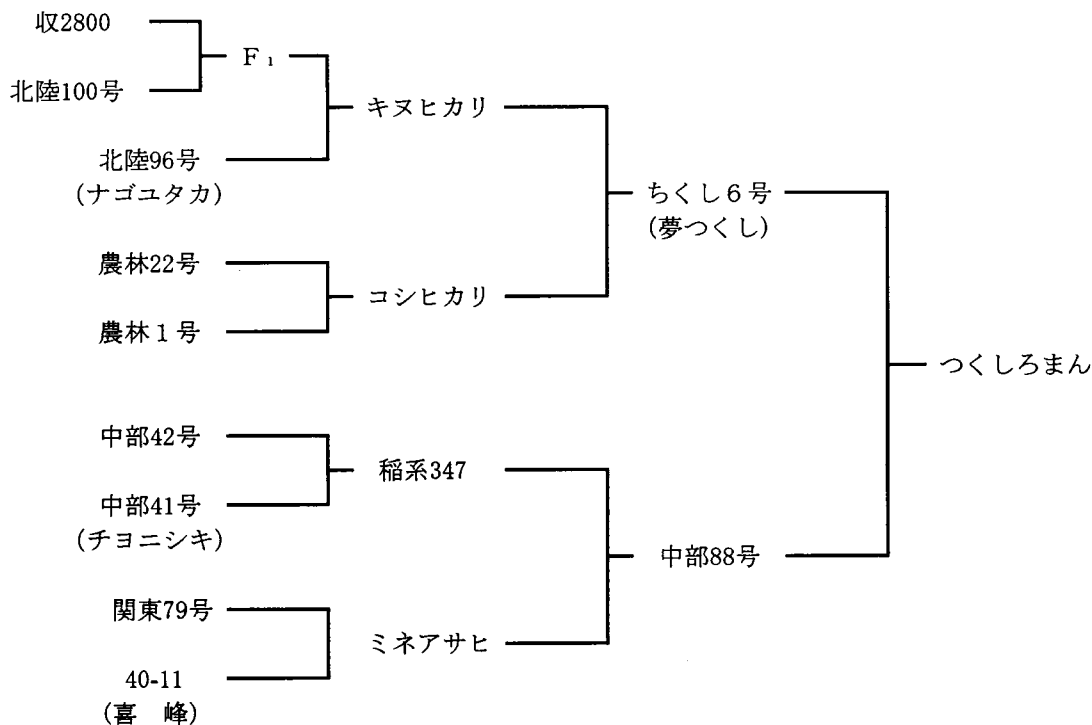 収2800
F₁
北陸100号
キヌヒカリ
北陸96号
(ナゴユタカ)
ちくし6号
(夢つくし)
農林22号
コシヒカリ
農林1号
つくしろまん
中部42号
稲系347
中部41号
(チヨニシキ)
中部88号
関東79号
ミネアサヒ
40-11
(喜 峰)